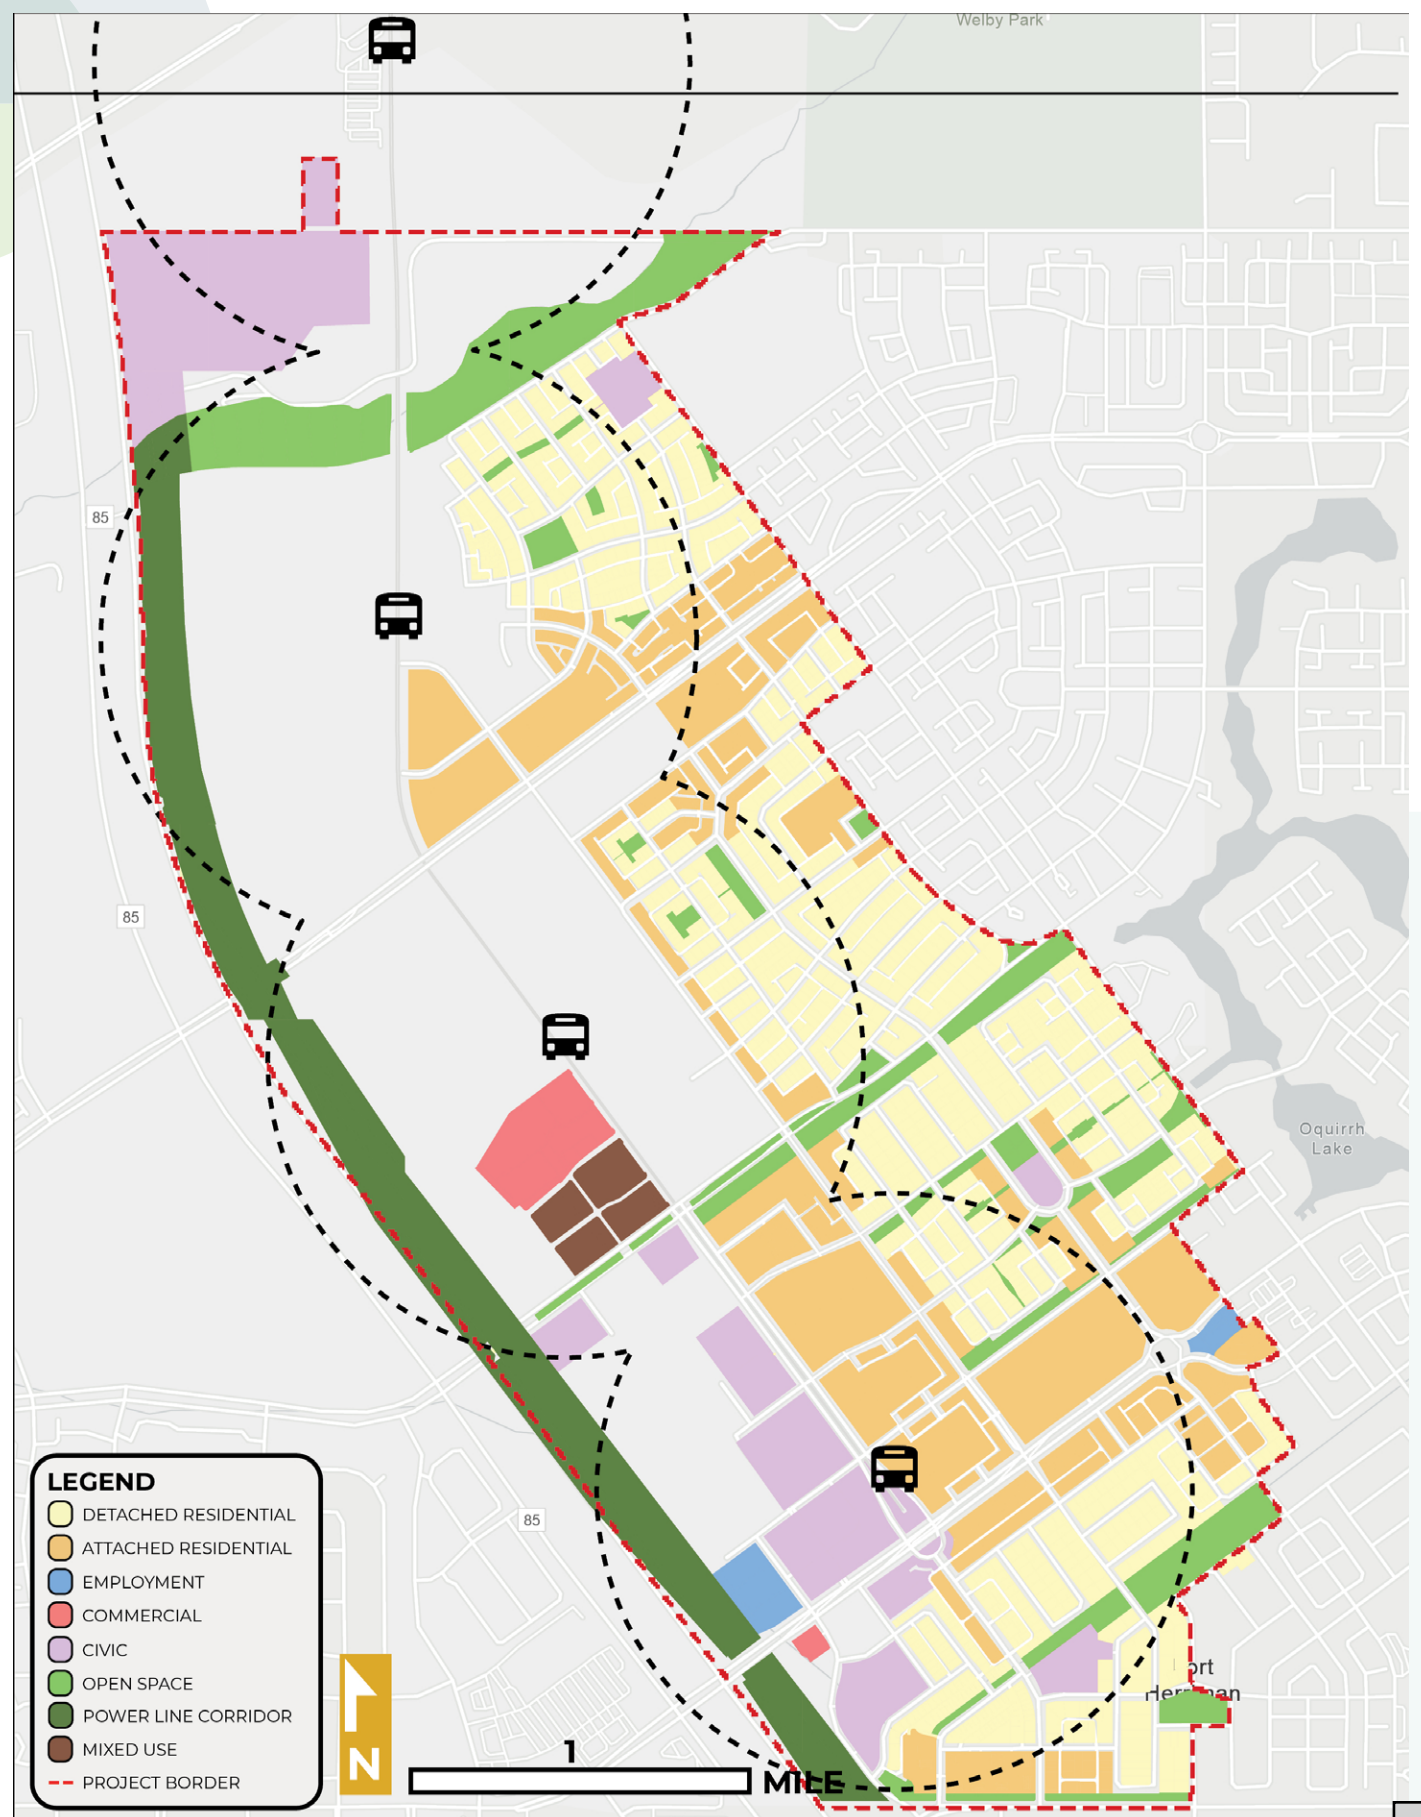 Welby Park
85
85
Oquirrh
Lake
85
LEGEND
DETACHED RESIDENTIAL
ATTACHED RESIDENTIAL
EMPLOYMENT
COMMERCIAL
CIVIC
OPEN SPACE
POWER LINE CORRIDOR
MIXED USE
PROJECT BORDER
N
1
MILE